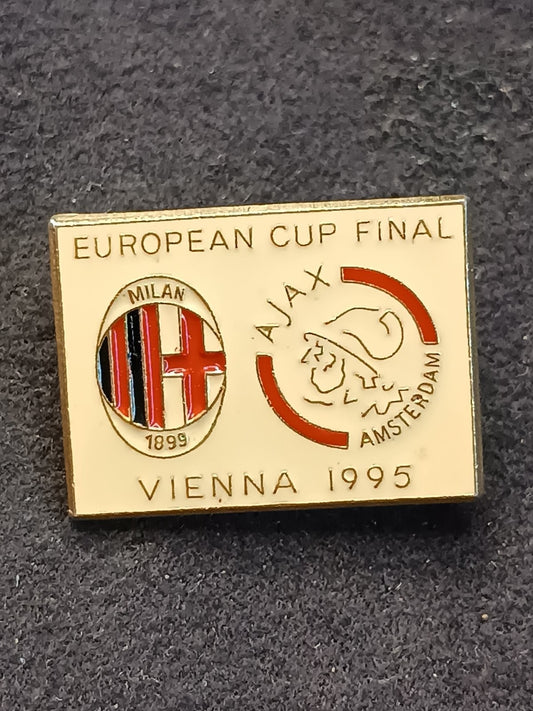 EUROPEAN CUP FINAL
MILAN
1899
AJAX
AMSTERDAM
VIENNA 1995